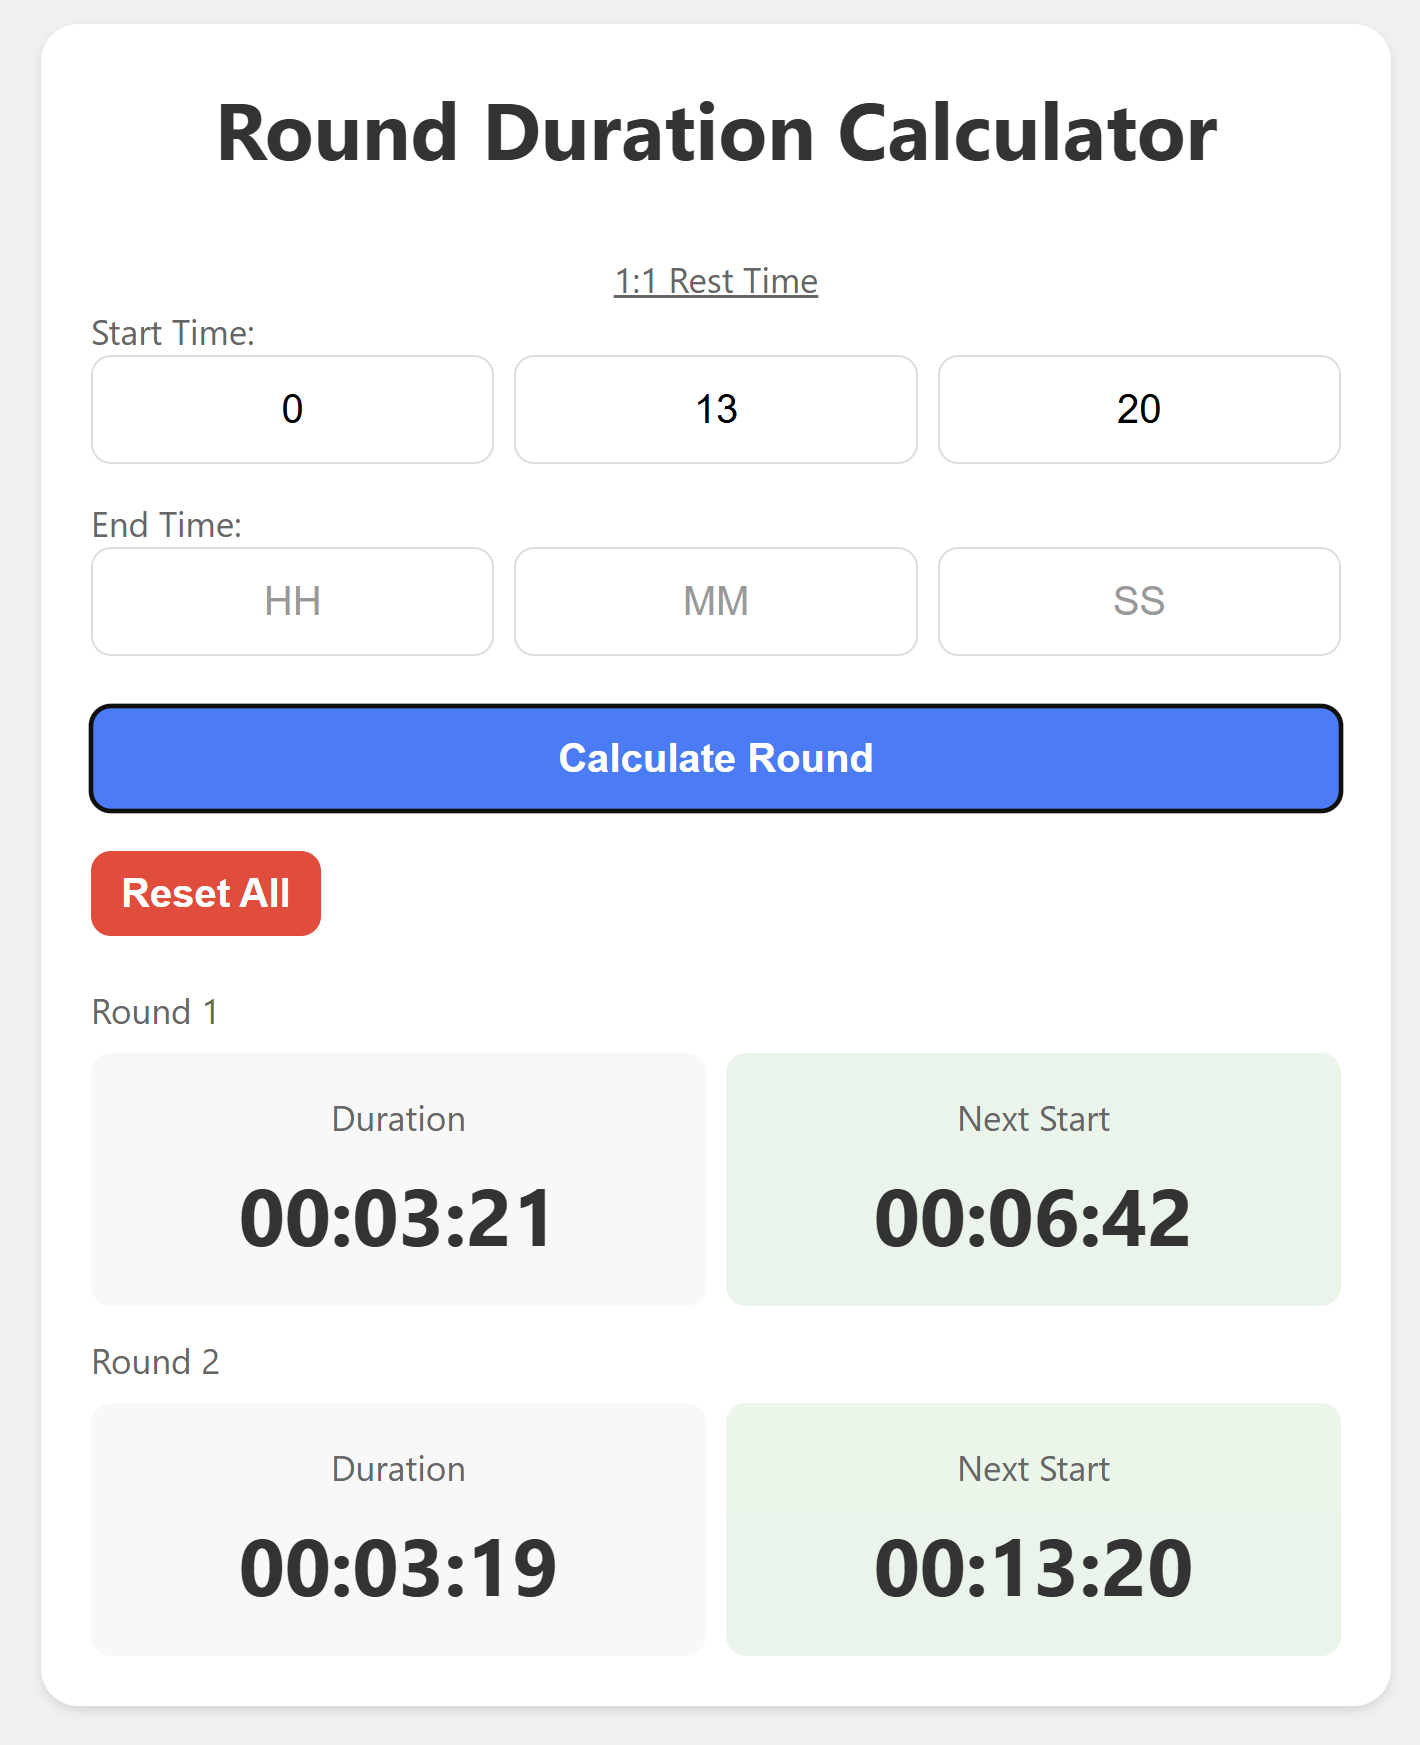 Round Duration Calculator
1:1 Rest Time
Start Time:
0 13 20
End Time:
HH MM SS
Calculate Round
Reset All
Round 1
Duration
00:03:21
Next Start
00:06:42
Round 2
Duration
00:03:19
Next Start
00:13:20